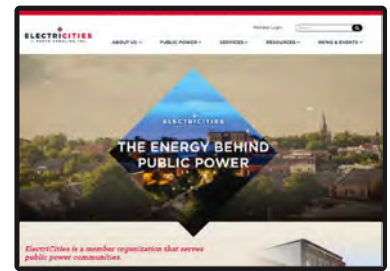 Member Login
ELECTRICITIES
OF NORTH CAROLINA, INC.
ABOUT US
PUBLIC POWER
SERVICES
RESOURCES
NEWS & EVENTS
ELECTRICITIES
THE ENERGY BEHIND
PUBLIC POWER
ElectriCities is a member organization that serves
public power communities.